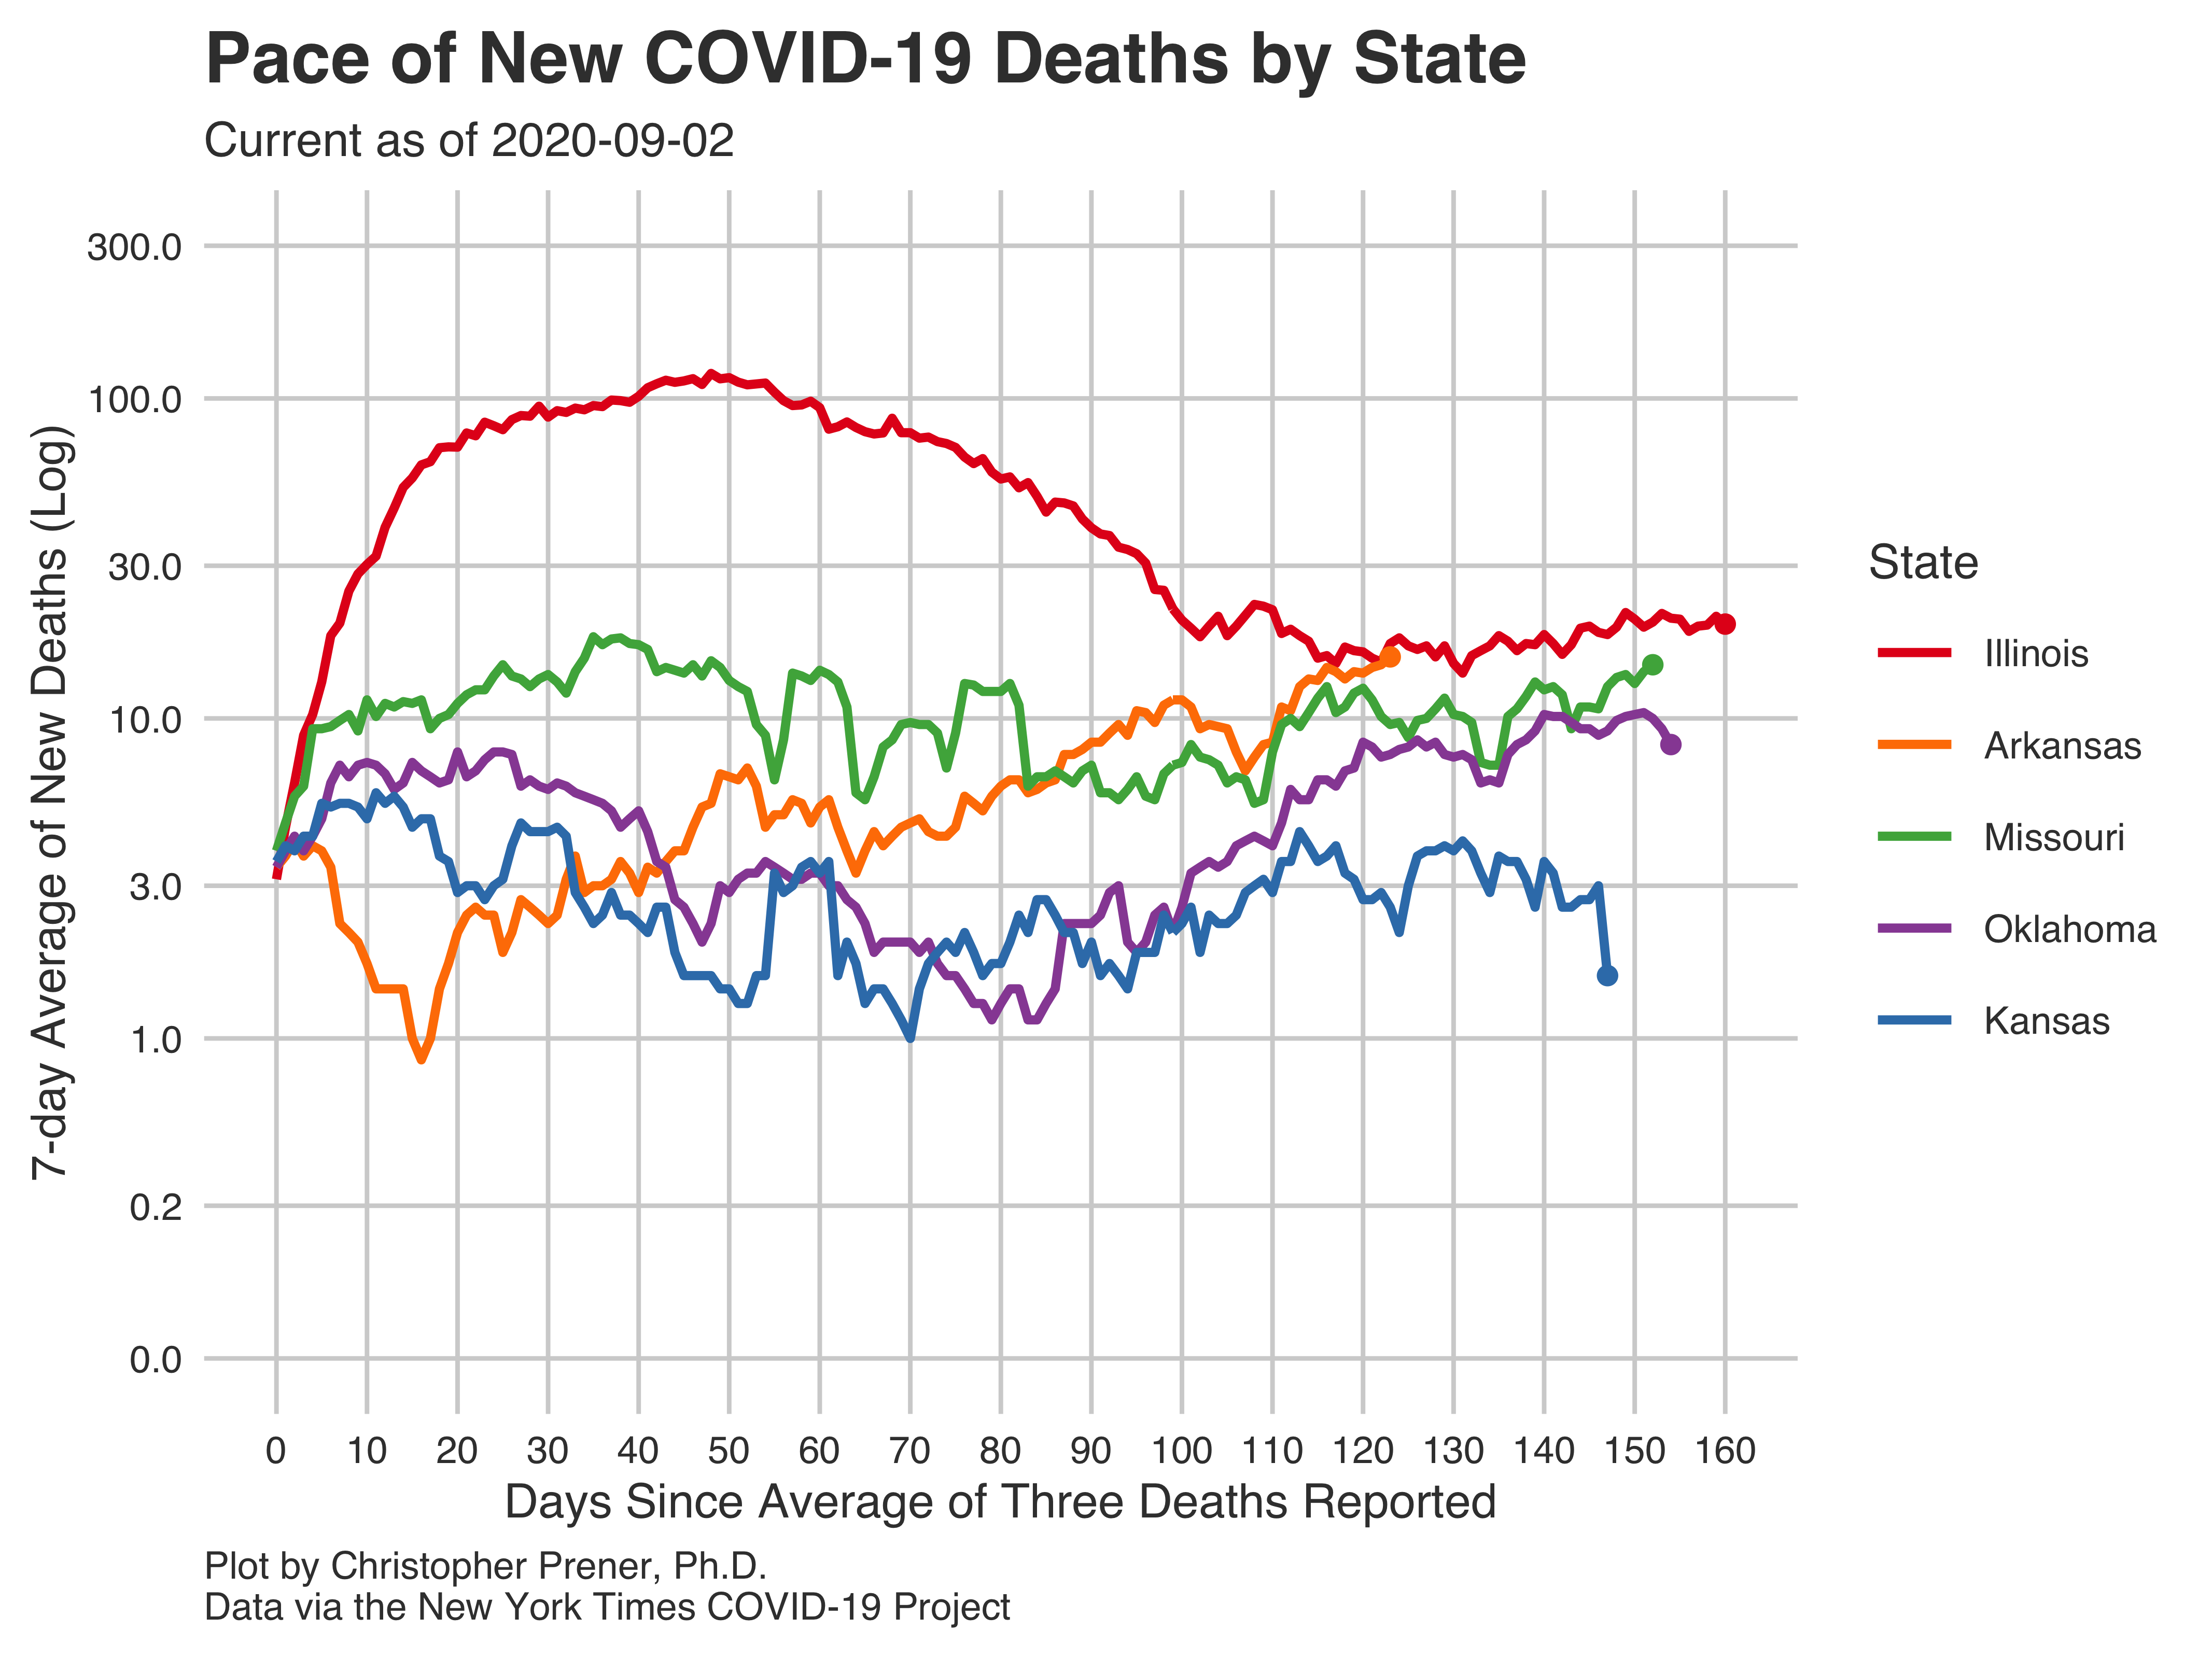 Pace of New COVID-19 Deaths by State
Current as of 2020-09-02
7-day Average of New Deaths (Log)
300.0
100.0
30.0
10.0
3.0
1.0
0.2
0.0
0 10 20 30 40 50 60 70 80 90 100 110 120 130 140 150 160
Days Since Average of Three Deaths Reported
State
Illinois
Arkansas
Missouri
Oklahoma
Kansas
Plot by Christopher Prener, Ph.D.
Data via the New York Times COVID-19 Project